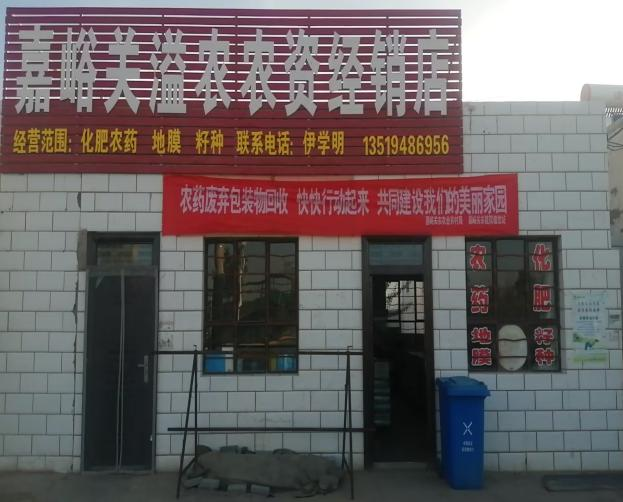 嘉峪关溢农农资经销店
经营范围：化肥农药 地膜 籽种 联系电话：伊学明 13519486956
农药废弃包装物回收 快快行动起来 共同建设我们的美丽家园
农药 地膜
化肥 籽种